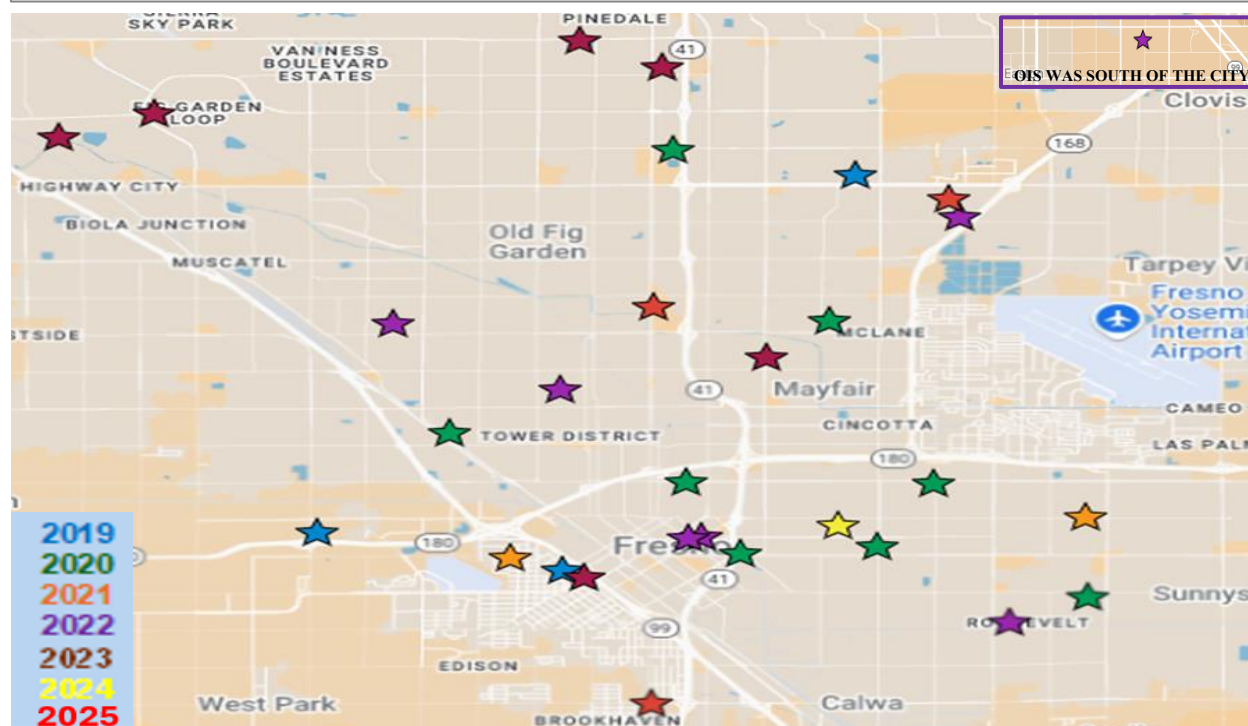 SKY PARK
PINEDALE
VAN NESS
BOULEVARD
ESTATES
41
99
OIS WAS SOUTH OF THE CITY
Clovis
FIG GARDEN
LOOP
168
HIGHWAY CITY
BIOLA JUNCTION
Old Fig
Garden
MUSCATEL
Tarpey Vi
Fresno
Yosemi
Internat
Airport
TSIDE
MCLANE
41
Mayfair
CAMEO
CINCOTTA
TOWER DISTRICT
LAS PALM
180
2019
180
Fresno
2020
41
2021
Sunnys
2022
ROOSEVELT
99
2023
EDISON
2024
West Park
Calwa
2025
BROOKHAVEN